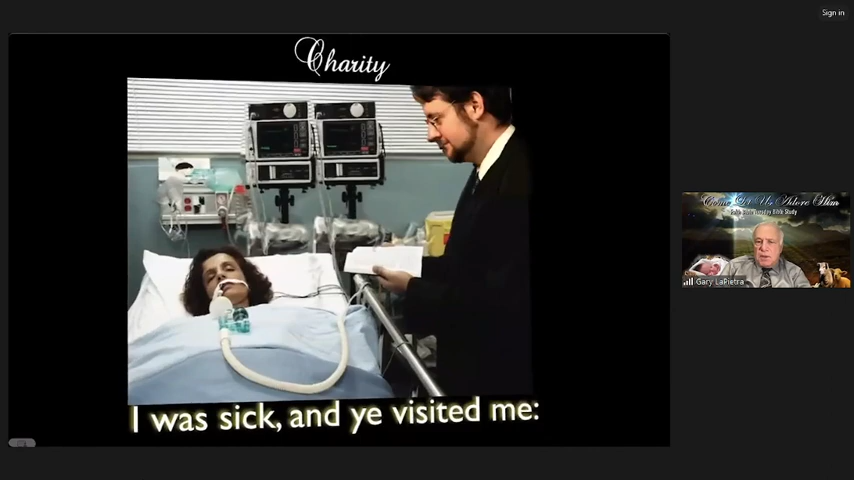 Sign in
Charity
I was sick, and ye visited me:
Come Let Us Adore Him
Gary LaPietra